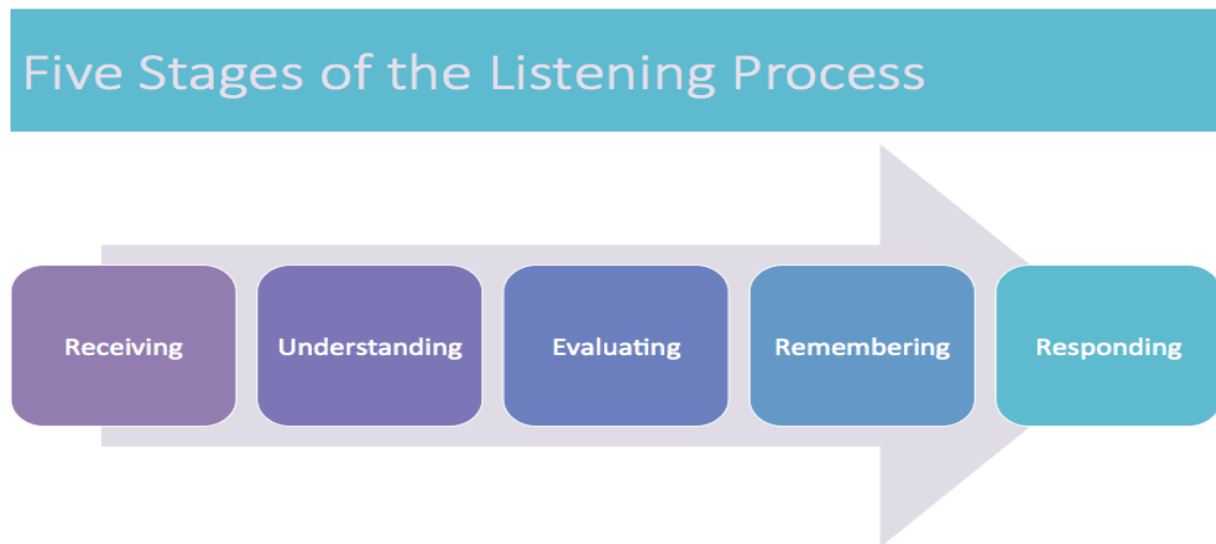 Five Stages of the Listening Process
Receiving
Understanding
Evaluating
Remembering
Responding